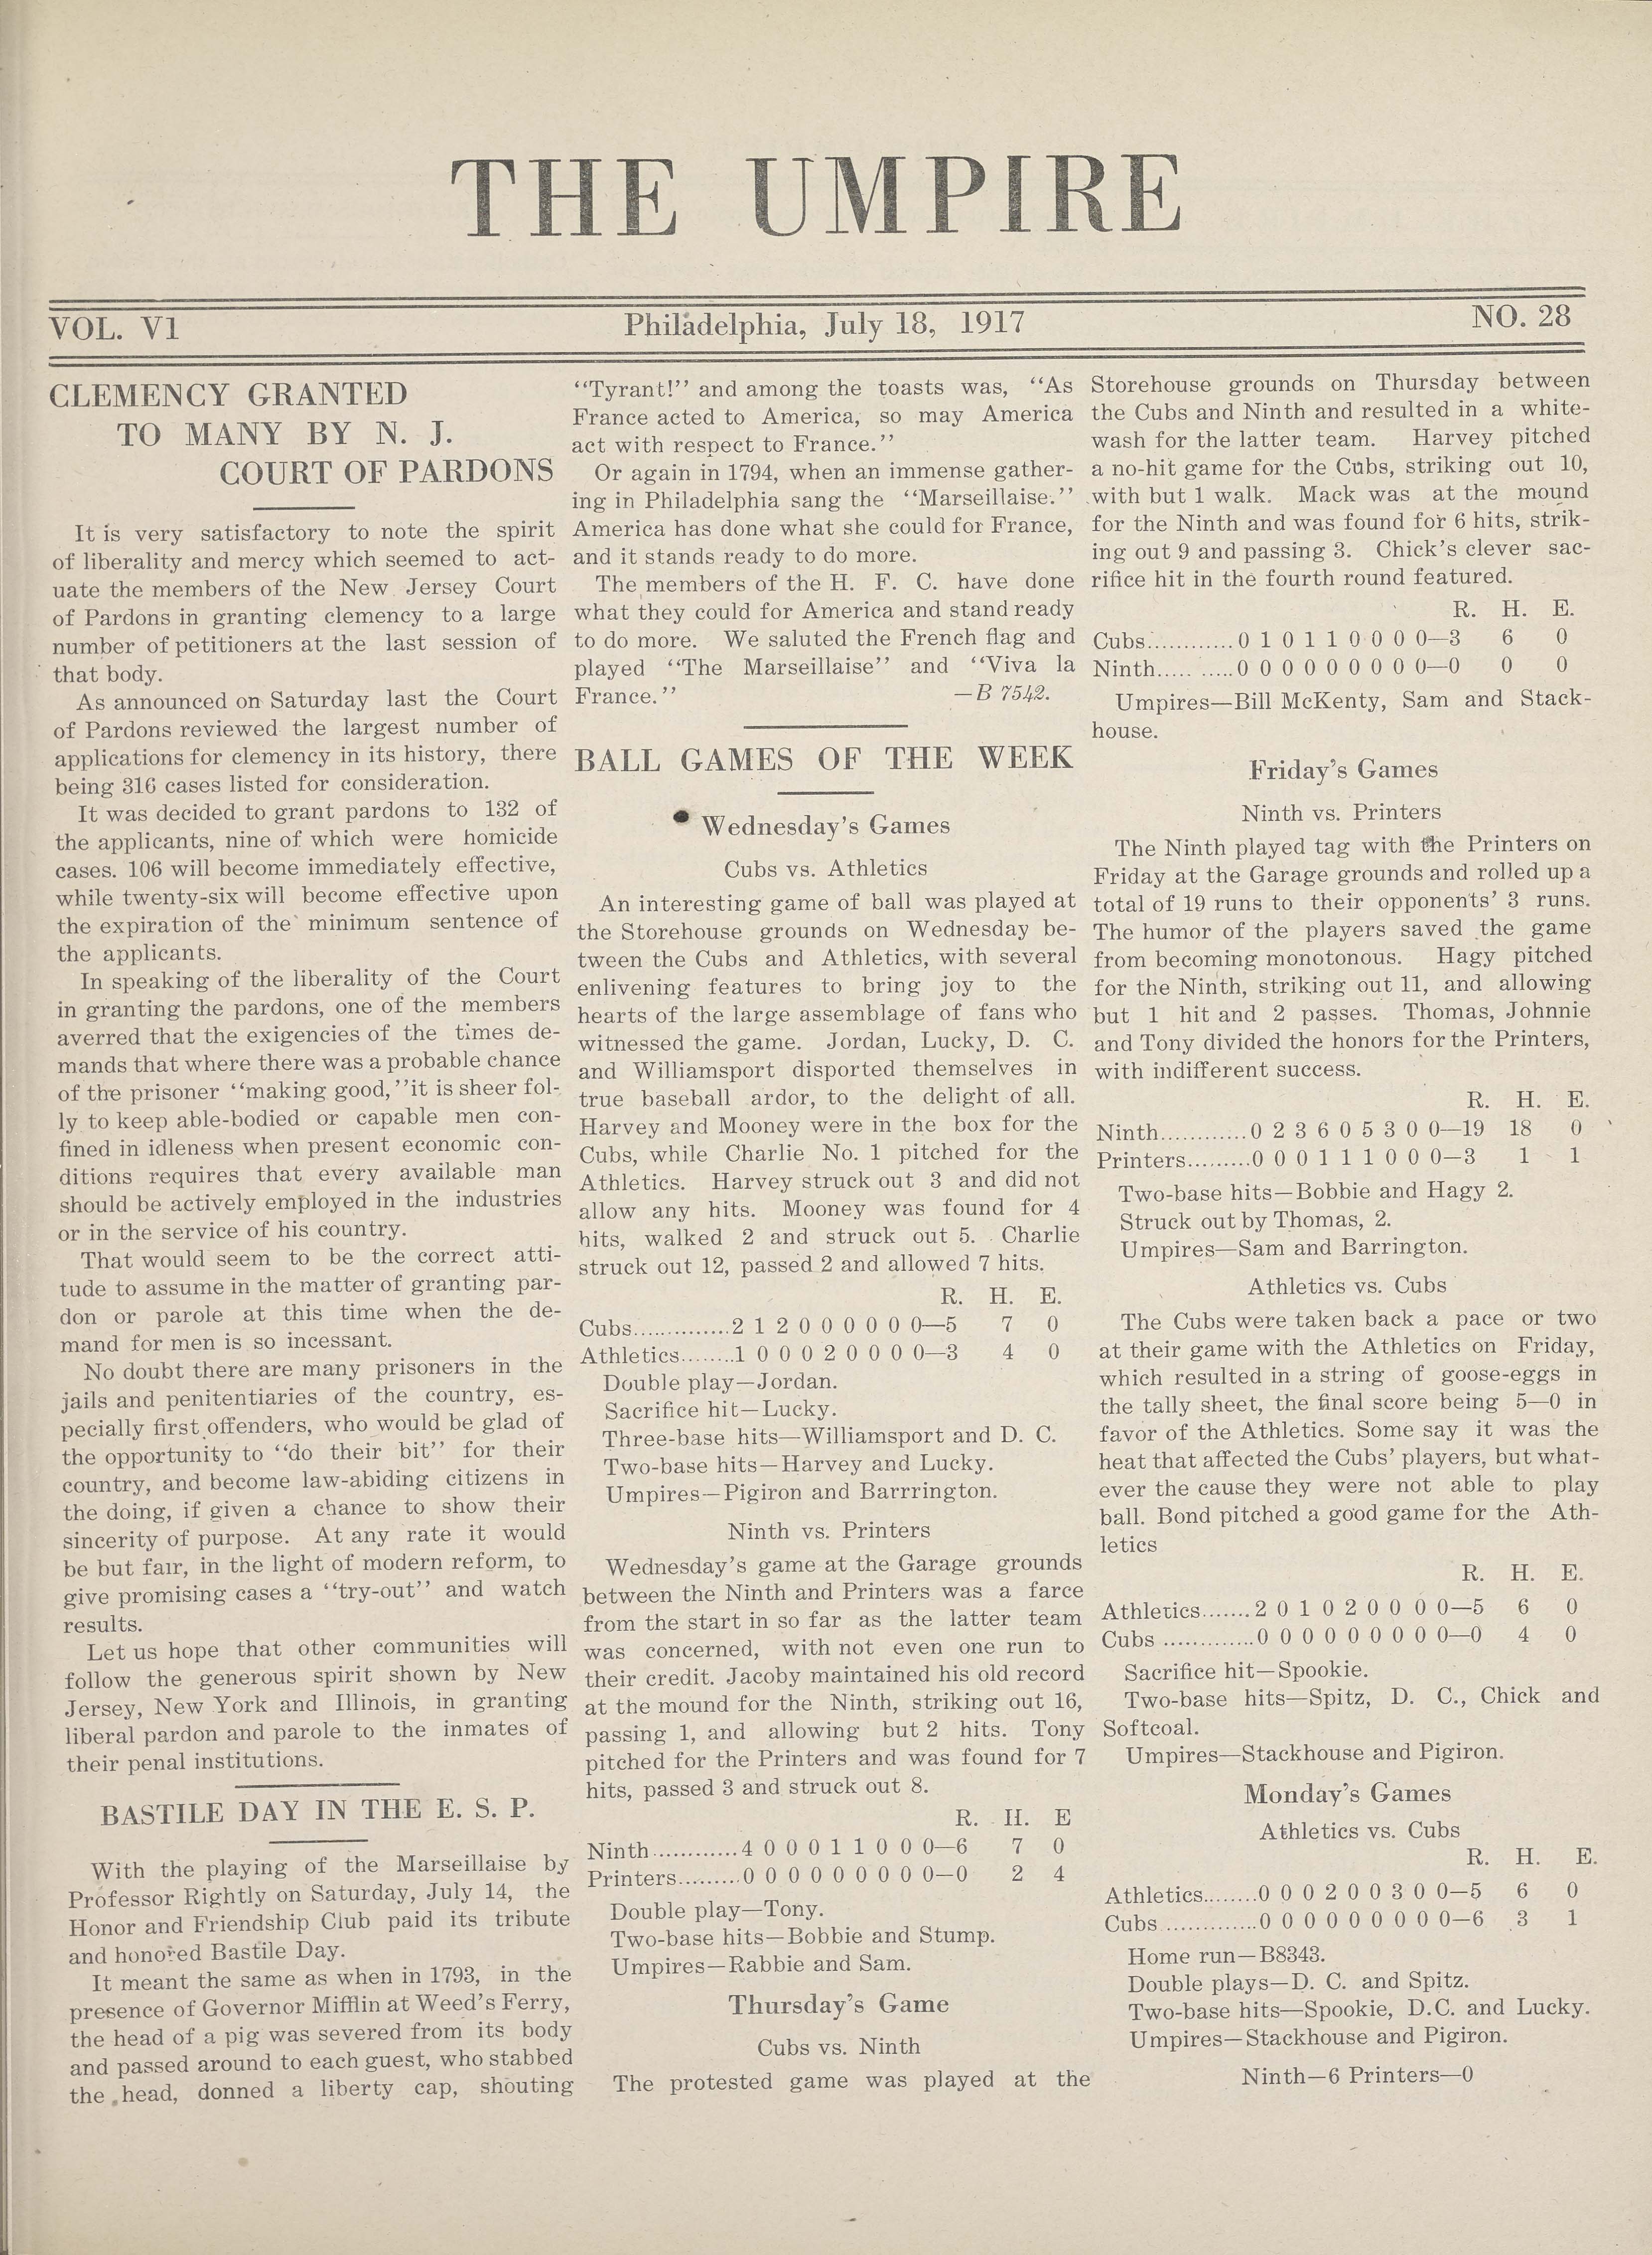 THE UMPIRE
VOL. V1
Philadelphia, July 18, 1917
NO. 28
CLEMENCY GRANTED
TO MANY BY N. J.
COURT OF PARDONS
It is very satisfactory to note the spirit
of liberality and mercy which seemed to act-
uate the members of the New Jersey Court
of Pardons in granting clemency to a large
number of petitioners at the last session of
that body.
As announced on Saturday last the Court
of Pardons reviewed the largest number of
applications for clemency in its history, there
being 316 cases listed for consideration.
It was decided to grant pardons to 132 of
the applicants, nine of which were homicide
cases. 106 will become immediately effective,
while twenty-six will become effective upon
the expiration of the minimum sentence of
the applicants.
In speaking of the liberality of the Court
in granting the pardons, one of the members
averred that the exigencies of the times de-
mands that where there was a probable chance
of the prisoner ‘‘making good,’’it is sheer fol-
ly to keep able-bodied or capable men con-
fined in idleness when present economic con-
ditions requires that every available man
should be actively employed in the industries
or in the service of his country.
That would seem to be the correct atti-
tude to assume in the matter of granting par-
don or parole at this time when the de-
mand for men is so incessant.
No doubt there are many prisoners in the
jails and penitentiaries of the country, es-
pecially first offenders, who would be glad of
the opportunity to ‘‘do their bit’’ for their
country, and become law-abiding citizens in
the doing, if given a chance to show their
sincerity of purpose. At any rate it would
be but fair, in the light of modern reform, to
give promising cases a ‘‘try-out’’ and watch
results.
Let us hope that other communities will
follow the generous spirit shown by New
Jersey, New York and Illinois, in granting
liberal pardon and parole to the inmates of
their penal institutions.
BASTILE DAY IN THE E. S. P.
With the playing of the Marseillaise by
Professor Rightly on Saturday, July 14, the
Honor and Friendship Club paid its tribute
and honored Bastile Day.
It meant the same as when in 1793, in the
presence of Governor Mifflin at Weed's Ferry,
the head of a pig was severed from its body
and passed around to each guest, who stabbed
the head, donned a liberty cap, shouting
‘‘Tyrant!’’ and among the toasts was, ‘‘As
France acted to America, so may America
act with respect to France.’’
Or again in 1794, when an immense gather-
ing in Philadelphia sang the ‘‘Marseillaise.’’
America has done what she could for France,
and it stands ready to do more.
The members of the H. F. C. have done
what they could for America and stand ready
to do more. We saluted the French flag and
played ‘‘The Marseillaise’’ and ‘‘Viva la
France.’’ —B 7542.
BALL GAMES OF THE WEEK
Wednesday's Games
Cubs vs. Athletics
An interesting game of ball was played at
the Storehouse grounds on Wednesday be-
tween the Cubs and Athletics, with several
enlivening features to bring joy to the
hearts of the large assemblage of fans who
witnessed the game. Jordan, Lucky, D. C.
and Williamsport disported themselves in
true baseball ardor, to the delight of all.
Harvey and Mooney were in the box for the
Cubs, while Charlie No. 1 pitched for the
Athletics. Harvey struck out 3 and did not
allow any hits. Mooney was found for 4
hits, walked 2 and struck out 5. Charlie
struck out 12, passed 2 and allowed 7 hits.
R. H. E.
Cubs..............2 1 2 0 0 0 0 0 0—5 7 0
Athletics........1 0 0 0 2 0 0 0 0—3 4 0
Double play—Jordan.
Sacrifice hit—Lucky.
Three-base hits—Williamsport and D. C.
Two-base hits—Harvey and Lucky.
Umpires—Pigiron and Barrrington.
Ninth vs. Printers
Wednesday's game at the Garage grounds
between the Ninth and Printers was a farce
from the start in so far as the latter team
was concerned, with not even one run to
their credit. Jacoby maintained his old record
at the mound for the Ninth, striking out 16,
passing 1, and allowing but 2 hits. Tony
pitched for the Printers and was found for 7
hits, passed 3 and struck out 8.
R. H. E
Ninth............4 0 0 0 1 1 0 0 0—6 7 0
Printers.........0 0 0 0 0 0 0 0 0—0 2 4
Double play—Tony.
Two-base hits—Bobbie and Stump.
Umpires—Rabbie and Sam.
Thursday's Game
Cubs vs. Ninth
The protested game was played at the
Storehouse grounds on Thursday between
the Cubs and Ninth and resulted in a white-
wash for the latter team. Harvey pitched
a no-hit game for the Cubs, striking out 10,
with but 1 walk. Mack was at the mound
for the Ninth and was found for 6 hits, strik-
ing out 9 and passing 3. Chick's clever sac-
rifice hit in the fourth round featured.
R. H. E.
Cubs............0 1 0 1 1 0 0 0 0—3 6 0
Ninth..... .....0 0 0 0 0 0 0 0 0—0 0 0
Umpires—Bill McKenty, Sam and Stack-
house.
Friday's Games
Ninth vs. Printers
The Ninth played tag with the Printers on
Friday at the Garage grounds and rolled up a
total of 19 runs to their opponents' 3 runs.
The humor of the players saved the game
from becoming monotonous. Hagy pitched
for the Ninth, striking out 11, and allowing
but 1 hit and 2 passes. Thomas, Johnnie
and Tony divided the honors for the Printers,
with indifferent success.
R. H. E.
Ninth............0 2 3 6 0 5 3 0 0—19 18 0
Printers.........0 0 0 1 1 1 0 0 0—3 1 1
Two-base hits—Bobbie and Hagy 2.
Struck out by Thomas, 2.
Umpires—Sam and Barrington.
Athletics vs. Cubs
The Cubs were taken back a pace or two
at their game with the Athletics on Friday,
which resulted in a string of goose-eggs in
the tally sheet, the final score being 5—0 in
favor of the Athletics. Some say it was the
heat that affected the Cubs' players, but what-
ever the cause they were not able to play
ball. Bond pitched a good game for the Ath-
letics
R. H. E.
Athletics.......2 0 1 0 2 0 0 0 0—5 6 0
Cubs .............0 0 0 0 0 0 0 0 0—0 4 0
Sacrifice hit—Spookie.
Two-base hits—Spitz, D. C., Chick and
Softcoal.
Umpires—Stackhouse and Pigiron.
Monday's Games
Athletics vs. Cubs
R. H. E.
Athletics........0 0 0 2 0 0 3 0 0—5 6 0
Cubs..............0 0 0 0 0 0 0 0 0—6 3 1
Home run—B8343.
Double plays—D. C. and Spitz.
Two-base hits—Spookie, D.C. and Lucky.
Umpires—Stackhouse and Pigiron.
Ninth—6 Printers—0